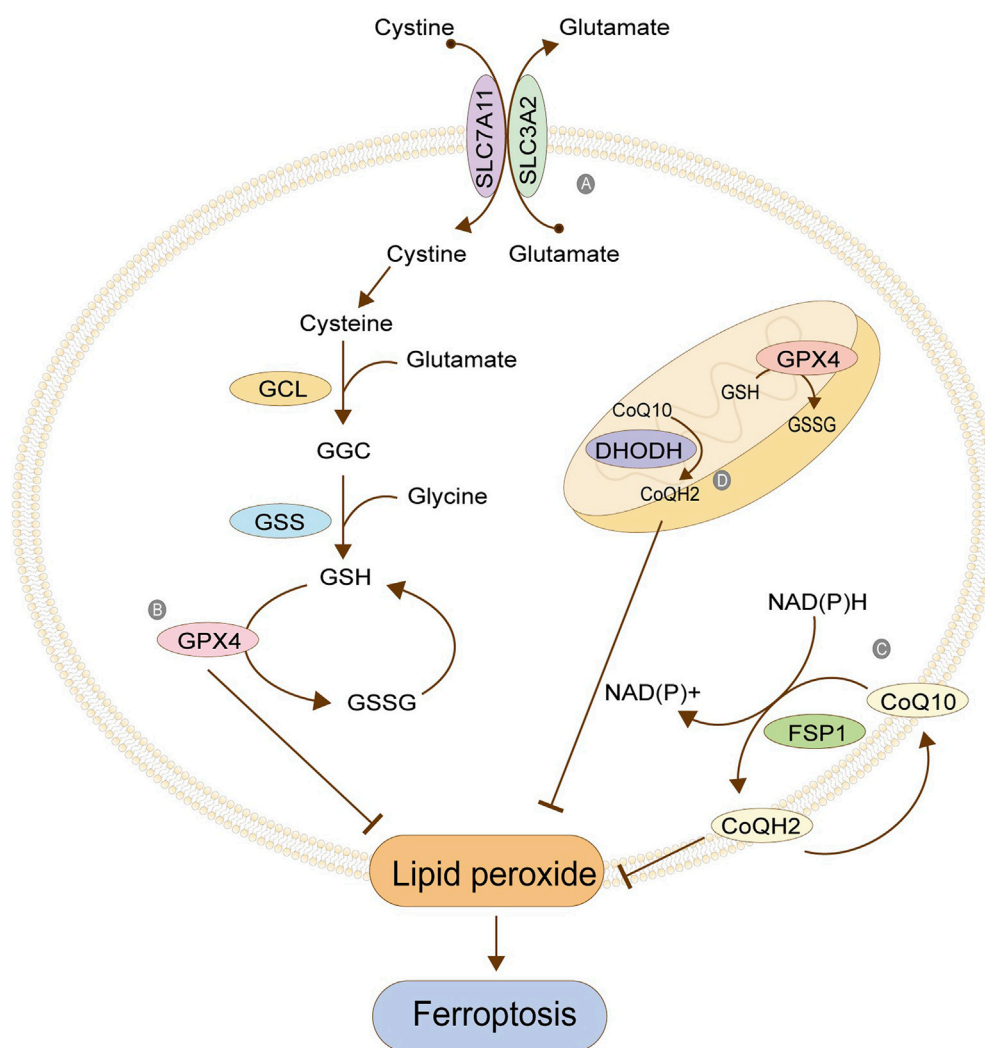 Cystine
Glutamate
SLC7A11
SLC3A2
A
Cystine
Glutamate
Cysteine
Glutamate
GCL
GGC
Glycine
GSS
GSH
B
GPX4
GSSG
GPX4
GSH
GSSG
CoQ10
DHODH
D
CoQH2
NAD(P)H
C
NAD(P)+
CoQ10
FSP1
CoQH2
Lipid peroxide
Ferroptosis